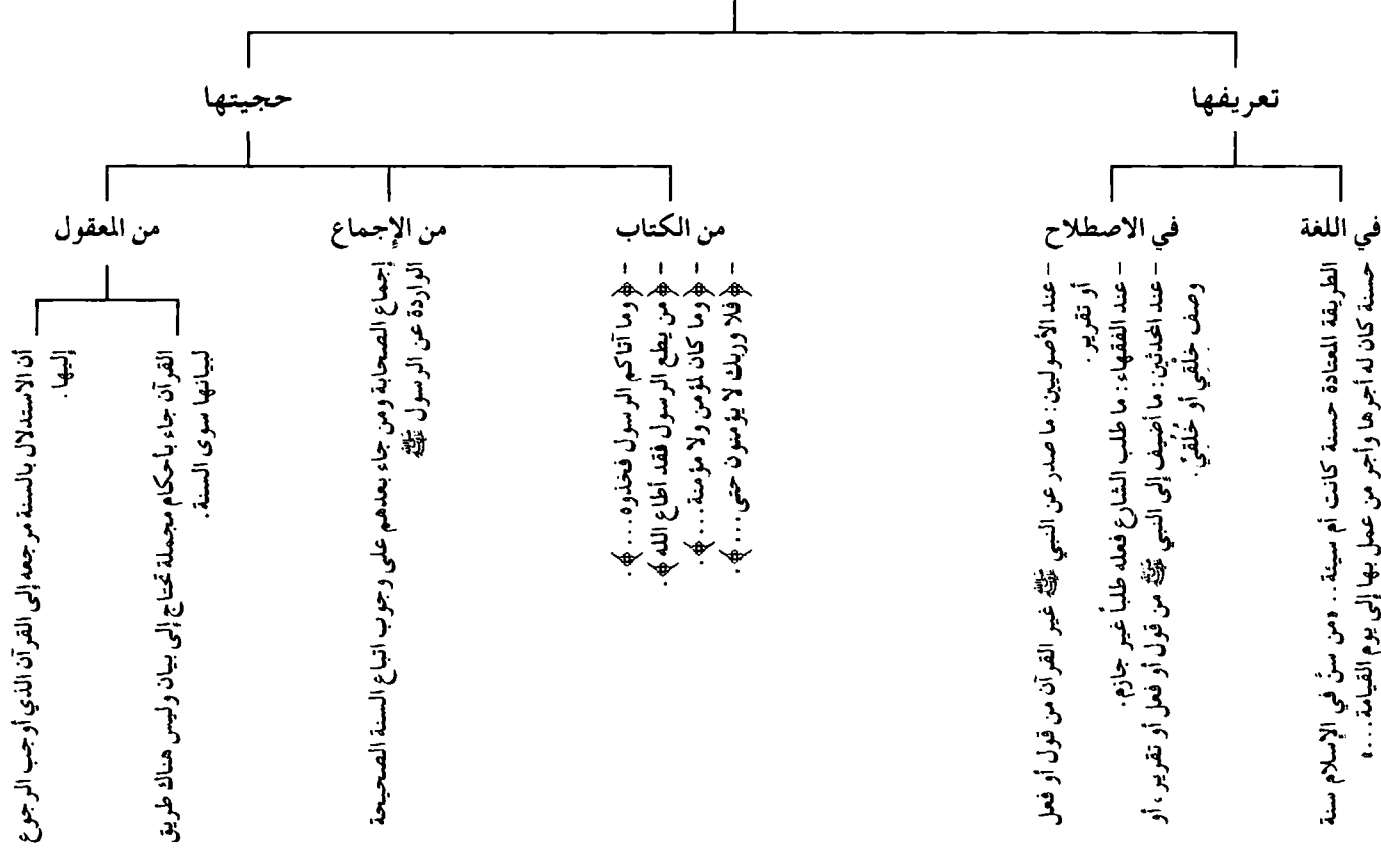 تعريفها
حجيتها
في اللغة
الطريقة المعتادة حسنة كانت أم سيئة.. «من سنَّ في الإسلام سنة
حسنة كان له أجرها وأجر من عمل بها إلى يوم القيامة...»
في الاصطلاح
- عند الأصوليين: ما صدر عن النبي ﷺ غير القرآن من قول أو فعل
أو تقرير.
- عند الفقهاء: ما طلب الشارع فعله طلباً غير جازم.
- عند المحدثين: ما أضيف إلى النبي ﷺ من قول أو فعل أو تقرير، أو
وصف خَلْقي أو خُلُقيّ.
من الكتاب
- ﴿فلا وربك لا يؤمنون حتى...﴾.
- ﴿وما كان لمؤمن ولا مؤمنة...﴾.
- ﴿من يطع الرسول فقد أطاع الله﴾.
- ﴿وما آتاكم الرسول فخذوه...﴾.
من الإجماع
إجماع الصحابة ومن جاء بعدهم على وجوب اتباع السنة الصحيحة
الواردة عن الرسول ﷺ
من المعقول
القرآن جاء بأحكام مجملة تحتاج إلى بيان وليس هناك طريق
لبيانها سوى السنة.
أن الاستدلال بالسنة مرجعه إلى القرآن الذي أوجب الرجوع
إليها.